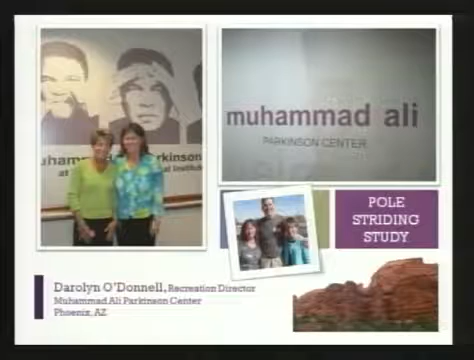 muhammad ali
PARKINSON CENTER
POLE
STRIDING
STUDY
Darolyn O'Donnell, Recreation Director
Muhammad Ali Parkinson Center
Phoenix, AZ